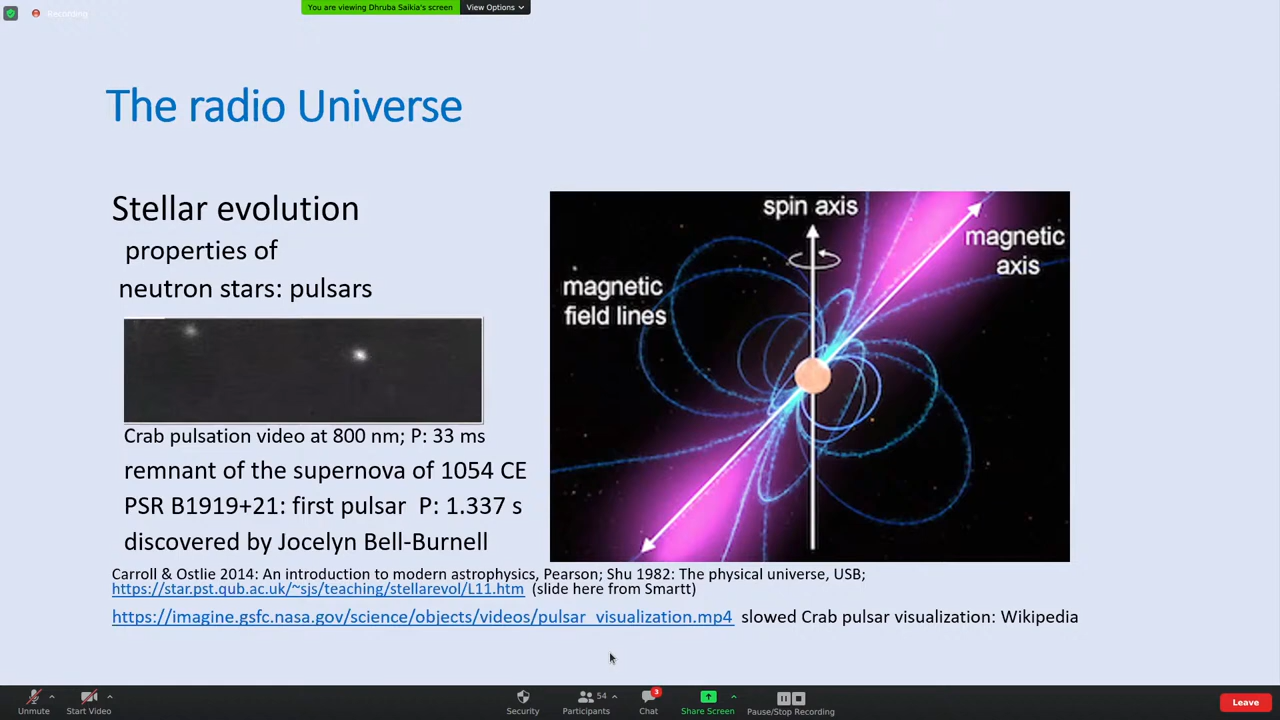 Recording
You are viewing Dhruba Saikia's screen
View Options
The radio Universe
Stellar evolution
properties of
neutron stars: pulsars
spin axis
magnetic
axis
magnetic
field lines
Crab pulsation video at 800 nm; P: 33 ms
remnant of the supernova of 1054 CE
PSR B1919+21: first pulsar P: 1.337 s
discovered by Jocelyn Bell-Burnell
Carroll & Ostlie 2014: An introduction to modern astrophysics, Pearson; Shu 1982: The physical universe, USB;
https://star.pst.qub.ac.uk/~sjs/teaching/stellarevol/L11.htm (slide here from Smartt)
https://imagine.gsfc.nasa.gov/science/objects/videos/pulsar_visualization.mp4 slowed Crab pulsar visualization: Wikipedia
Unmute
Start Video
Security
54
Participants
3
Chat
Share Screen
Pause/Stop Recording
Leave